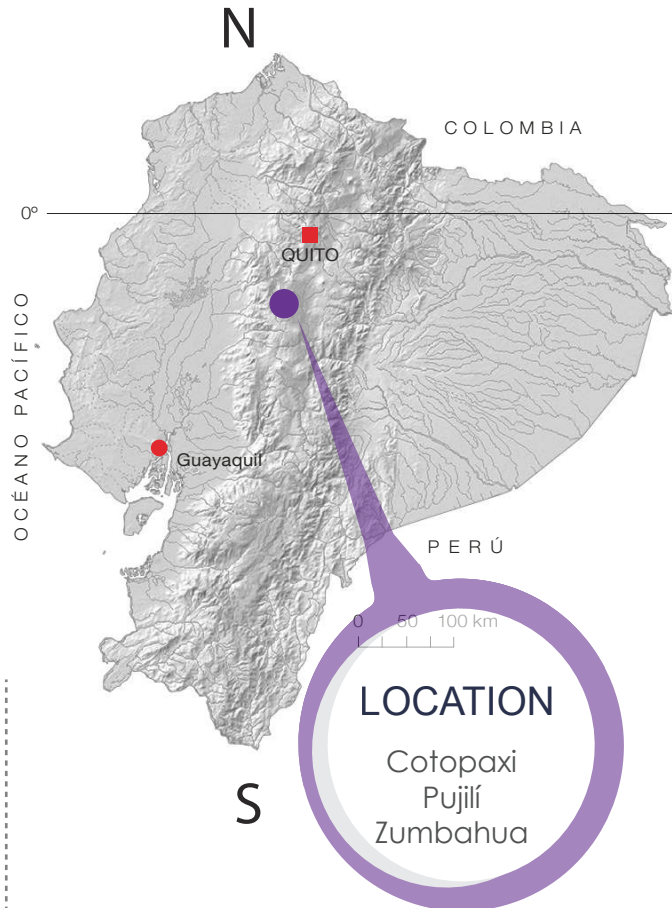 N
COLOMBIA
0º
QUITO
OCÉANO PACÍFICO
Guayaquil
PERÚ
0 50 100 km
LOCATION
Cotopaxi
Pujilí
Zumbahua
S